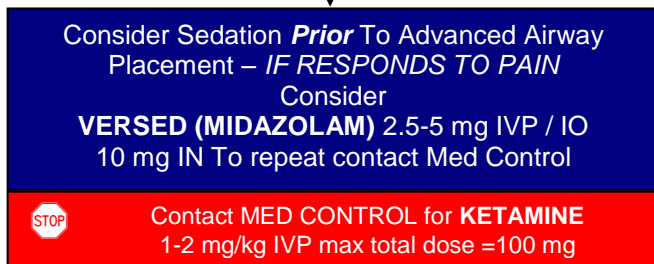 Consider Sedation Prior To Advanced Airway
Placement – IF RESPONDS TO PAIN
Consider
VERSED (MIDAZOLAM) 2.5-5 mg IVP / IO
10 mg IN To repeat contact Med Control
STOP
Contact MED CONTROL for KETAMINE
1-2 mg/kg IVP max total dose =100 mg